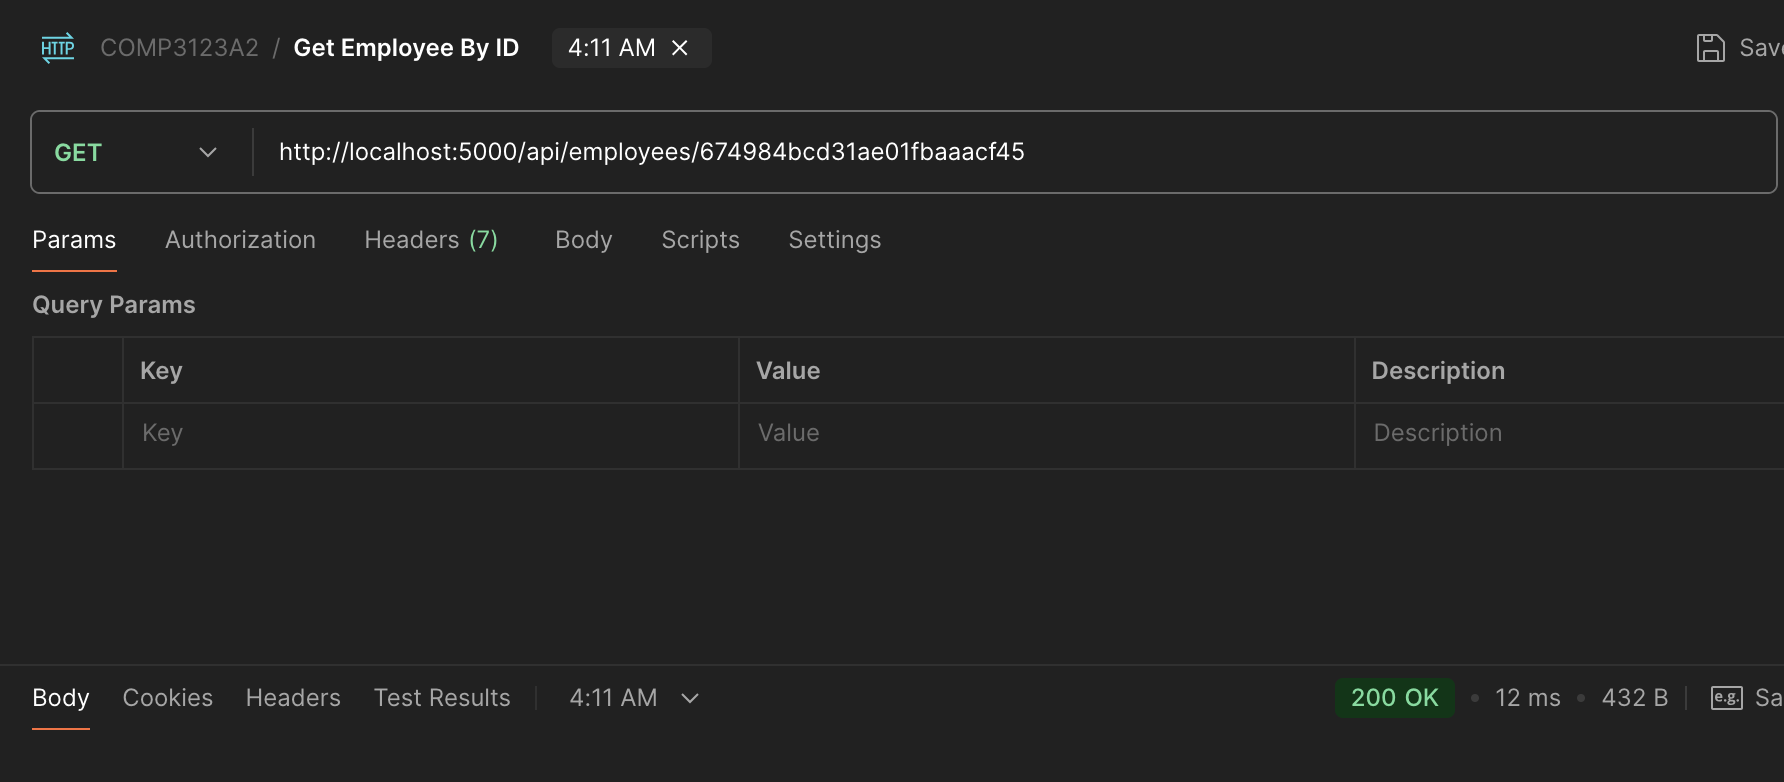 HTTP COMP3123A2 / Get Employee By ID 4:11 AM Save
GET http://localhost:5000/api/employees/674984bcd31ae01fbaaacf45
Params Authorization Headers (7) Body Scripts Settings
Query Params
Key Value Description
Key Value Description
Body Cookies Headers Test Results 4:11 AM 200 OK • 12 ms • 432 B e.g. Sa